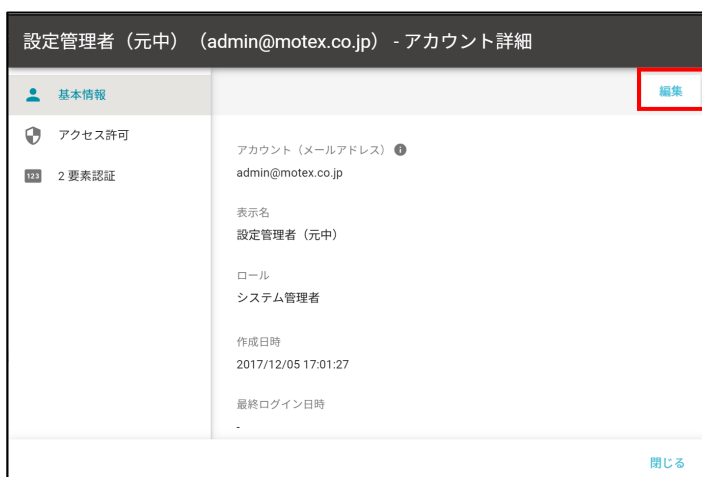 設定管理者（元中）（admin@motex.co.jp） - アカウント詳細
基本情報
編集
アクセス許可
123 2 要素認証
アカウント（メールアドレス）
admin@motex.co.jp
表示名
設定管理者（元中）
ロール
システム管理者
作成日時
2017/12/05 17:01:27
最終ログイン日時
-
閉じる